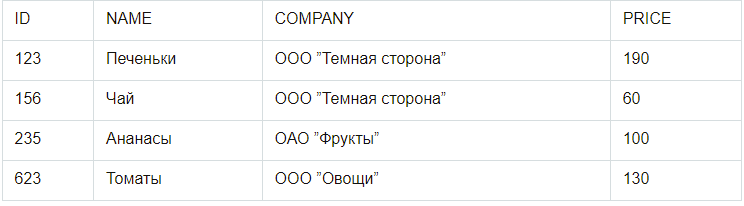 ID NAME COMPANY PRICE
123 Печеньки ООО ”Темная сторона” 190
156 Чай ООО ”Темная сторона” 60
235 Ананасы ОАО ”Фрукты” 100
623 Томаты ООО ”Овощи” 130